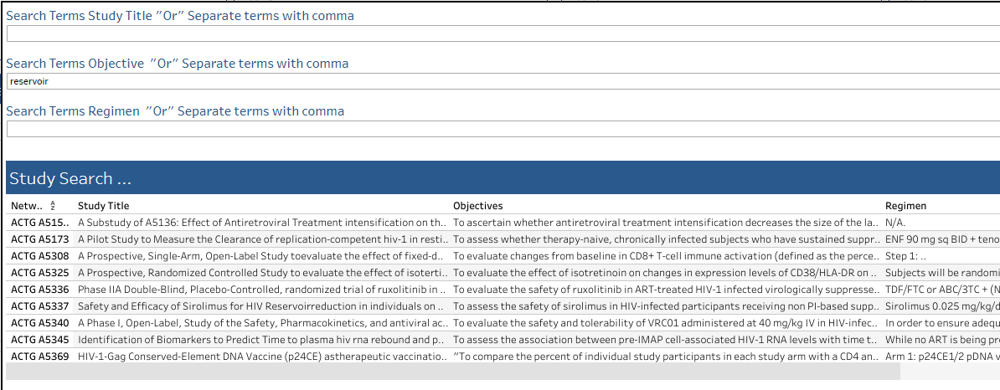 Search Terms Study Title "Or" Separate terms with comma
Search Terms Objective "Or" Separate terms with comma
reservoir
Search Terms Regimen "Or" Separate terms with comma
Study Search ...
Netw.. Study Title Objectives Regimen
ACTG A515.. A Substudy of A5136: Effect of Antiretroviral Treatment intensification on th.. To ascertain whether antiretroviral treatment intensification decreases the size of the la.. N/A.
ACTG A5173 A Pilot Study to Measure the Clearance of replication-competent hiv-1 in resti.. To assess whether therapy-naive, chronically infected subjects who have sustained suppr.. ENF 90 mg sq BID + teno
ACTG A5308 A Prospective, Single-Arm, Open-Label Study toevaluate the effect of fixed-d.. To evaluate changes from baseline in CD8+ T-cell immune activation (defined as the perce.. Step 1: ..
ACTG A5325 A Prospective, Randomized Controlled Study to evaluate the effect of isoterti.. To evaluate the effect of isotretinoin on changes in expression levels of CD38/HLA-DR on .. Subjects will be randomi
ACTG A5336 Phase IIA Double-Blind, Placebo-Controlled, randomized trial of ruxolitinib in .. To evaluate the safety of ruxolitinib in ART-treated HIV-1 infected virologically suppresse.. TDF/FTC or ABC/3TC + (N
ACTG A5337 Safety and Efficacy of Sirolimus for HIV Reservoirreduction in individuals on .. To assess the safety of sirolimus in HIV-infected participants receiving non PI-based supp.. Sirolimus 0.025 mg/kg/d
ACTG A5340 A Phase I, Open-Label, Study of the Safety, Pharmacokinetics, and antiviral ac.. To evaluate the safety and tolerability of VRC01 administered at 40 mg/kg IV in HIV-infec.. In order to ensure adequ
ACTG A5345 Identification of Biomarkers to Predict Time to plasma hiv rna rebound and p.. To assess the association between pre-IMAP cell-associated HIV-1 RNA levels with time t.. While no ART is being pr
ACTG A5369 HIV-1-Gag Conserved-Element DNA Vaccine (p24CE) astherapeutic vaccinatio.. "To compare the percent of individual study participants in each study arm with a CD4 an.. Arm 1: p24CE1/2 pDNA v